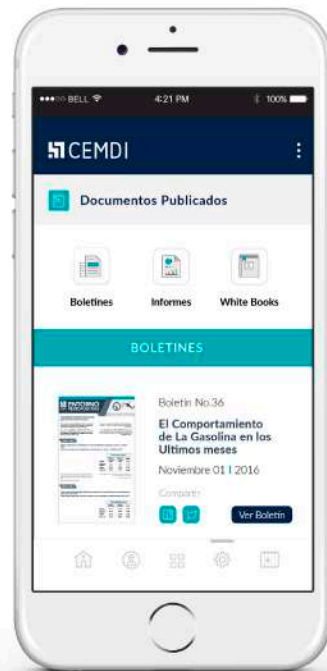 BELL
4:21 PM
100%
CEMDI
Documentos Publicados
Boletines
Informes
White Books
BOLETINES
Boletin No.36
El Comportamiento
de La Gasolina en los
Ultimos meses
Noviembre 01 | 2016
Compartir
Ver Boletín